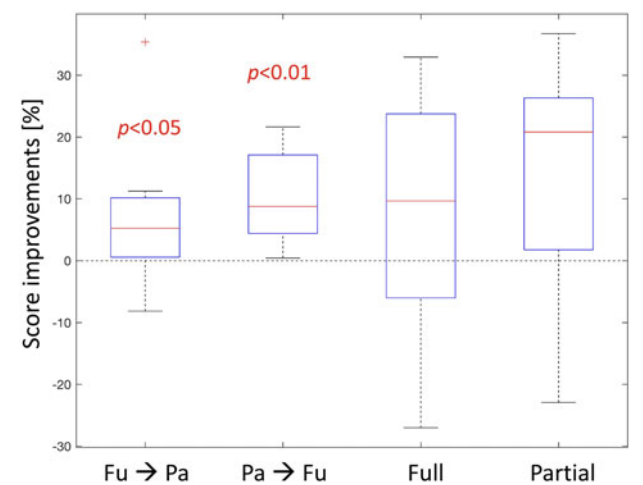 Score improvements [%]
30
20
10
0
-10
-20
-30
p<0.05
p<0.01
Fu → Pa
Pa → Fu
Full
Partial